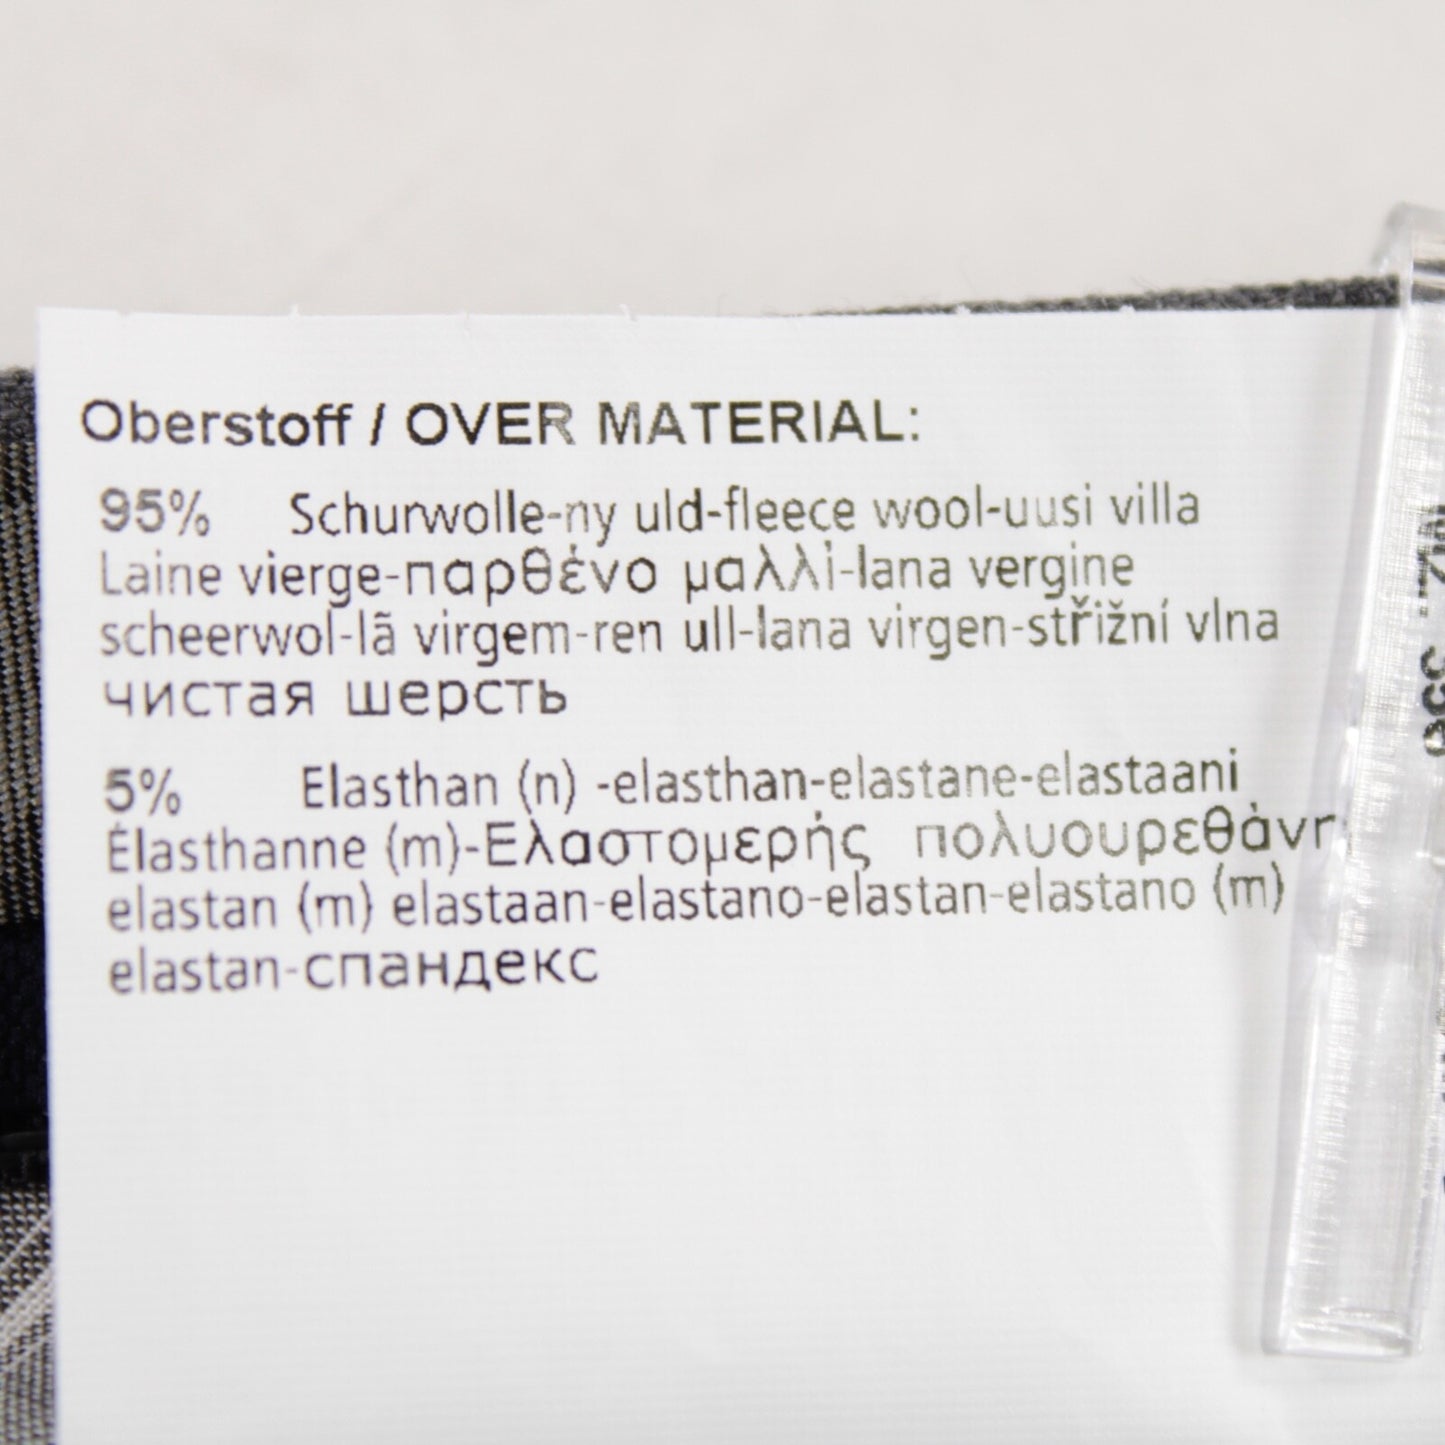 Oberstoff / OVER MATERIAL:
95% Schurwolle-ny uld-fleece wool-uusi villa
Laine vierge-παρθένο μαλλί-lana vergine
scheerwol-lã virgem-ren ull-lana virgen-střižní vlna
чистая шерсть
5% Elasthan (n) -elasthan-elastane-elastaani
Élasthanne (m)-Ελαστομερής πολυουρεθάνη
elastan (m) elastaan-elastano-elastan-elastano (m)
elastan-спандекс